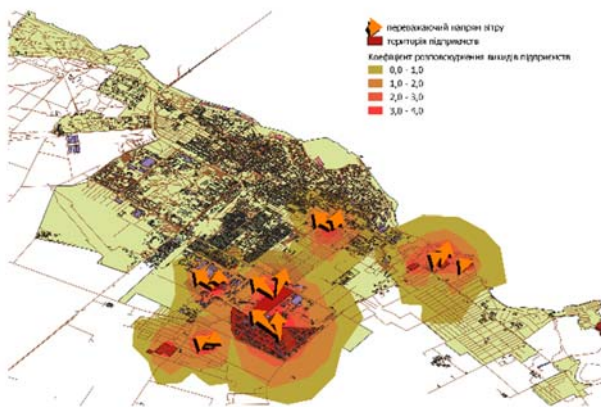 переважаючий напрям вітру
територія підприємств
Коефіцієнт розповсюдження викидів підприємств
0,0 - 1,0
1,0 - 2,0
2,0 - 3,0
3,0 - 4,0